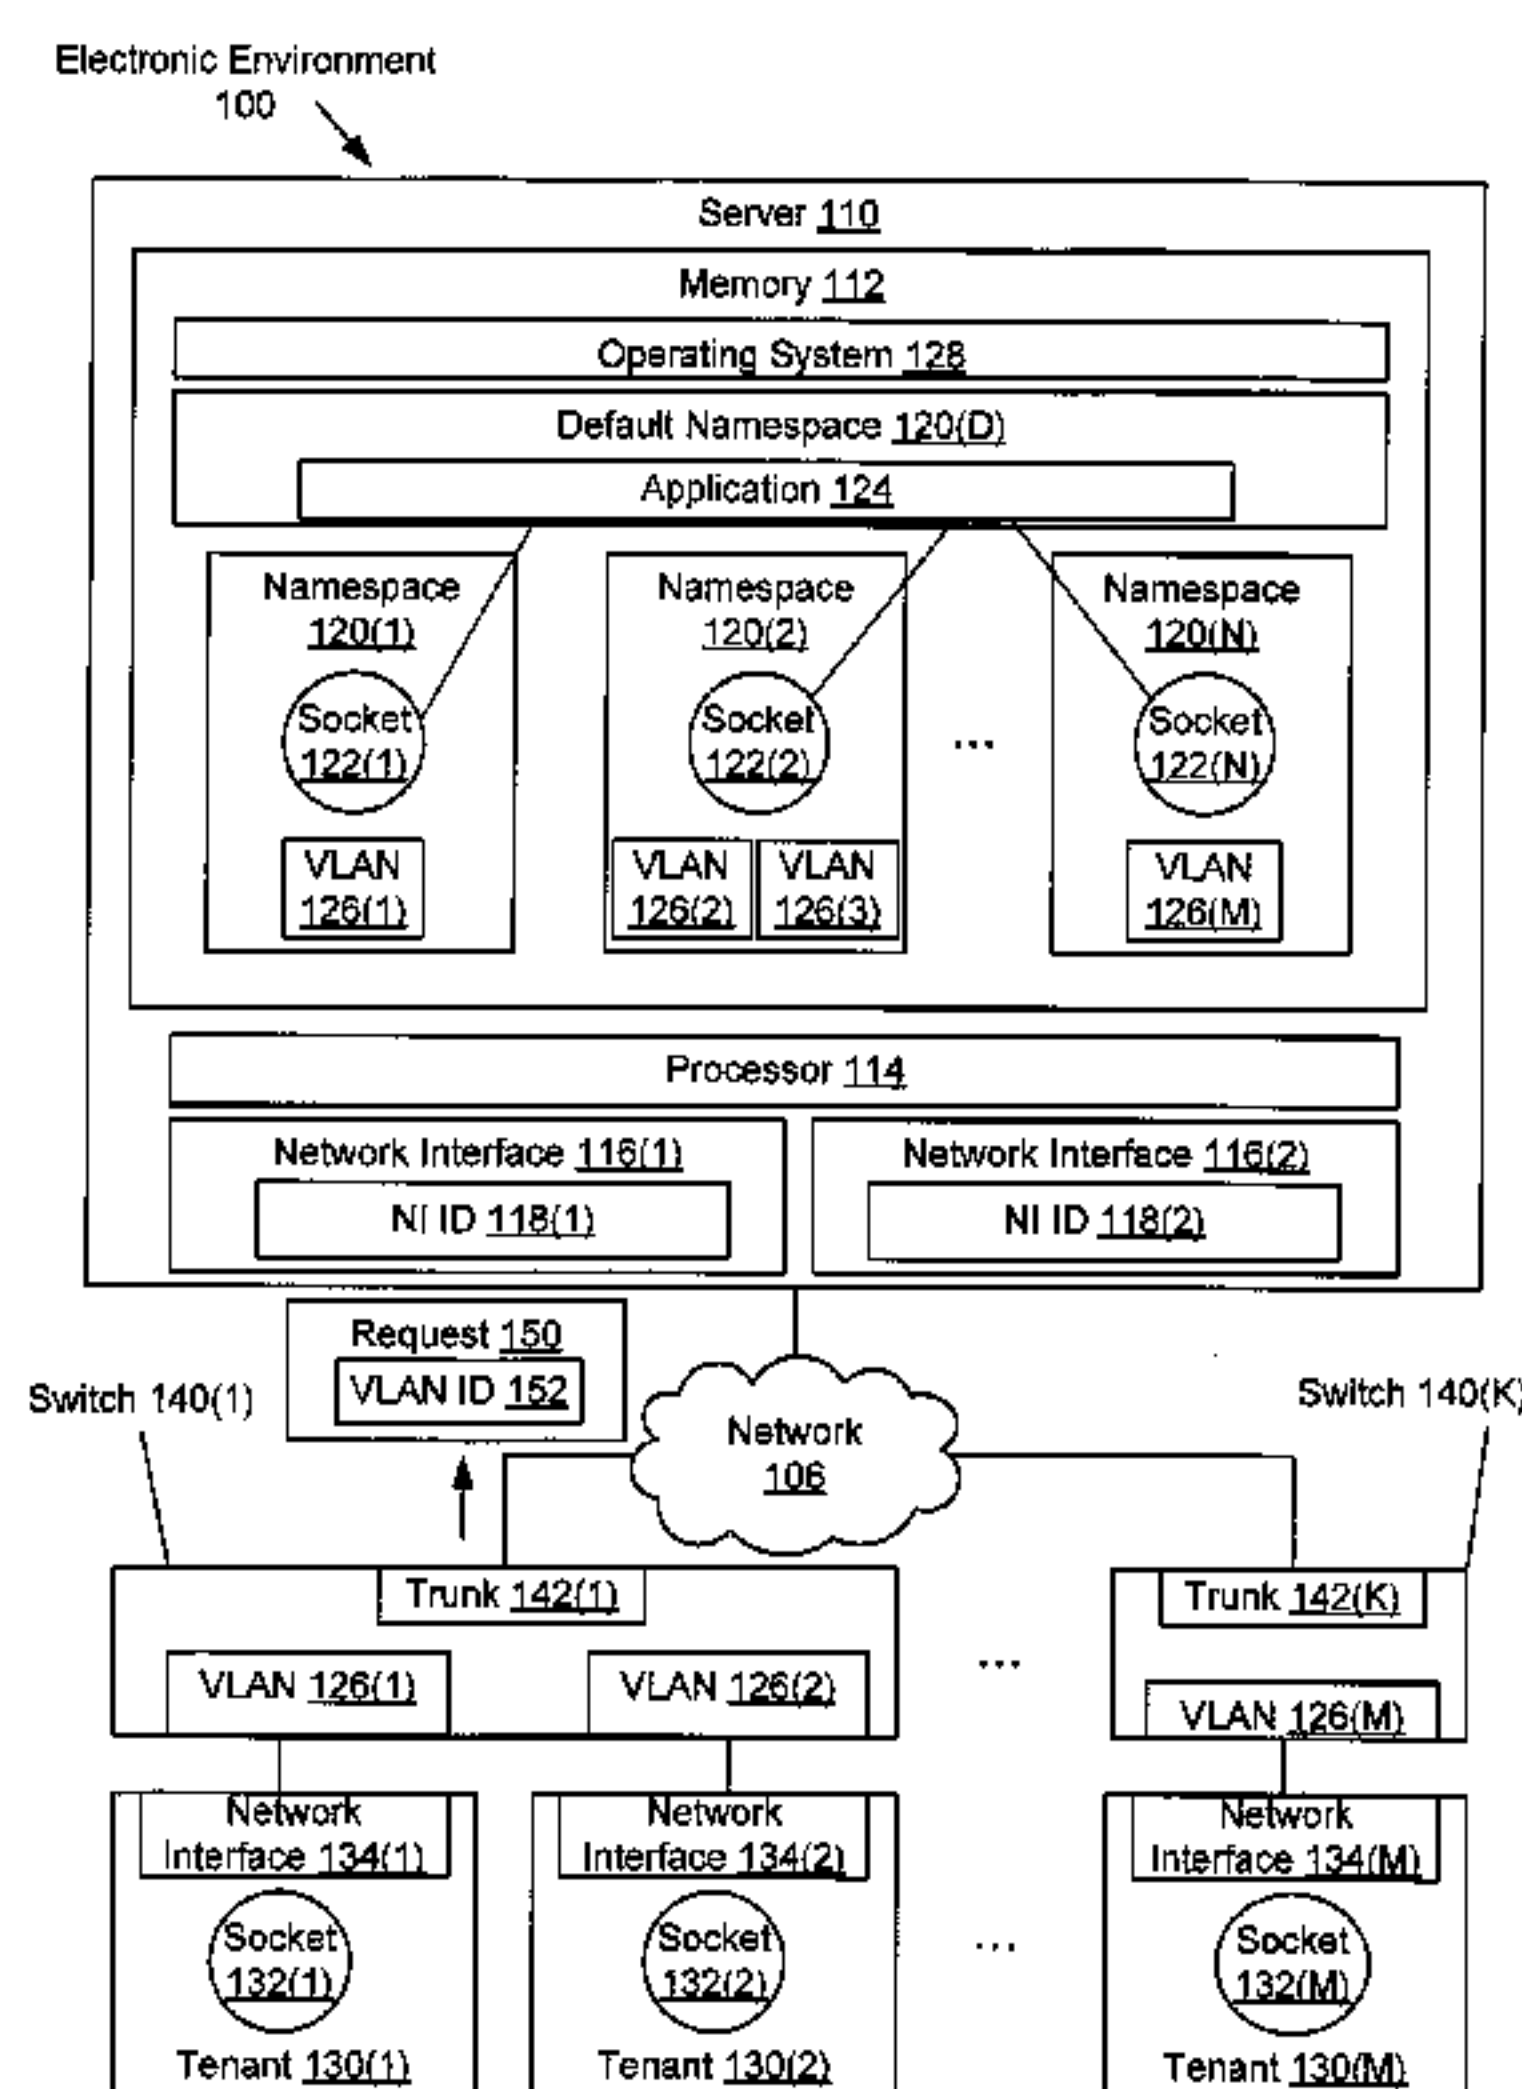 Electronic Environment
100
Server 110
Memory 112
Operating System 128
Default Namespace 120(D)
Application 124
Namespace
120(1)
Socket
122(1)
VLAN
126(1)
Namespace
120(2)
Socket
122(2)
VLAN
126(2)
VLAN
126(3)
...
Namespace
120(N)
Socket
122(N)
VLAN
126(M)
Processor 114
Network Interface 116(1)
NI ID 118(1)
Network Interface 116(2)
NI ID 118(2)
Request 150
VLAN ID 152
Switch 140(1)
Network
106
Switch 140(K)
Trunk 142(1)
VLAN 126(1)
VLAN 126(2)
...
Trunk 142(K)
VLAN 126(M)
Network
Interface 134(1)
Socket
132(1)
Tenant 130(1)
Network
Interface 134(2)
Socket
132(2)
Tenant 130(2)
...
Network
Interface 134(M)
Socket
132(M)
Tenant 130(M)